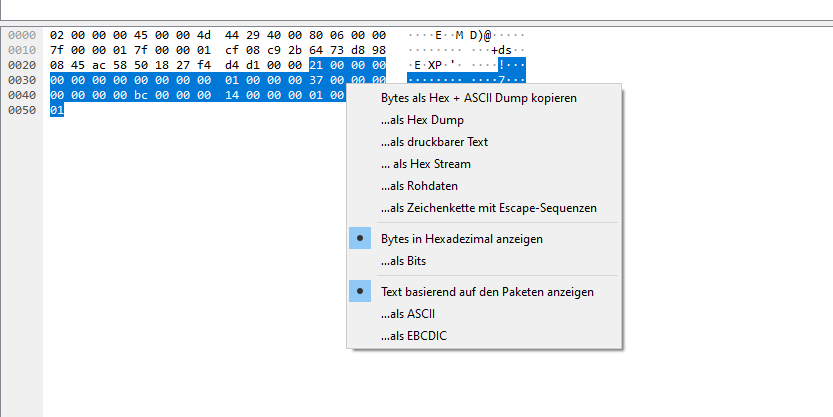 0000 02 00 00 00 45 00 00 4d 44 29 40 00 80 06 00 00 ····E··M D)@·····
0010 7f 00 00 01 7f 00 00 01 cf 08 c9 2b 64 73 d8 98 ········ ···+ds··
0020 08 45 ac 58 50 18 27 f4 d4 d1 00 00 21 00 00 00 ·E·XP·'· ····!···
0030 00 00 00 00 00 00 00 00 01 00 00 00 37 00 00 00 ········ ····7···
0040 00 00 00 00 bc 00 00 00 14 00 00 00 01 00
0050 01
Bytes als Hex + ASCII Dump kopieren
...als Hex Dump
...als druckbarer Text
... als Hex Stream
...als Rohdaten
...als Zeichenkette mit Escape-Sequenzen
Bytes in Hexadezimal anzeigen
...als Bits
Text basierend auf den Paketen anzeigen
...als ASCII
...als EBCDIC